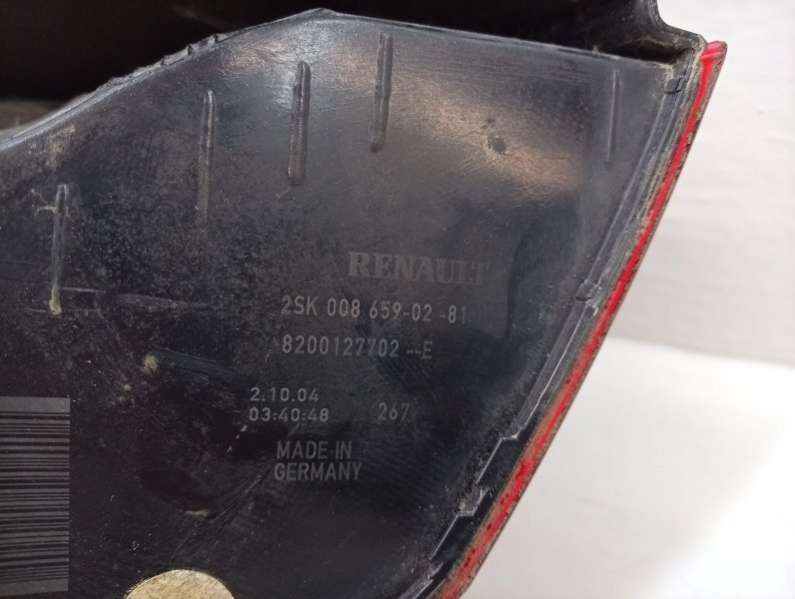 RENAULT
2SK 008 659-02-81
8200127702--E
2.10.04
03:40:48 267
MADE IN
GERMANY